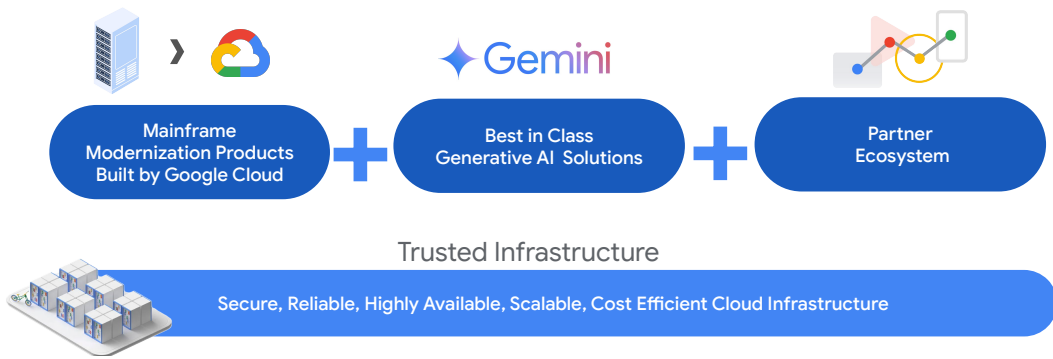 Gemini
Mainframe
Modernization Products
Built by Google Cloud
Best in Class
Generative AI Solutions
Partner
Ecosystem
Trusted Infrastructure
Secure, Reliable, Highly Available, Scalable, Cost Efficient Cloud Infrastructure